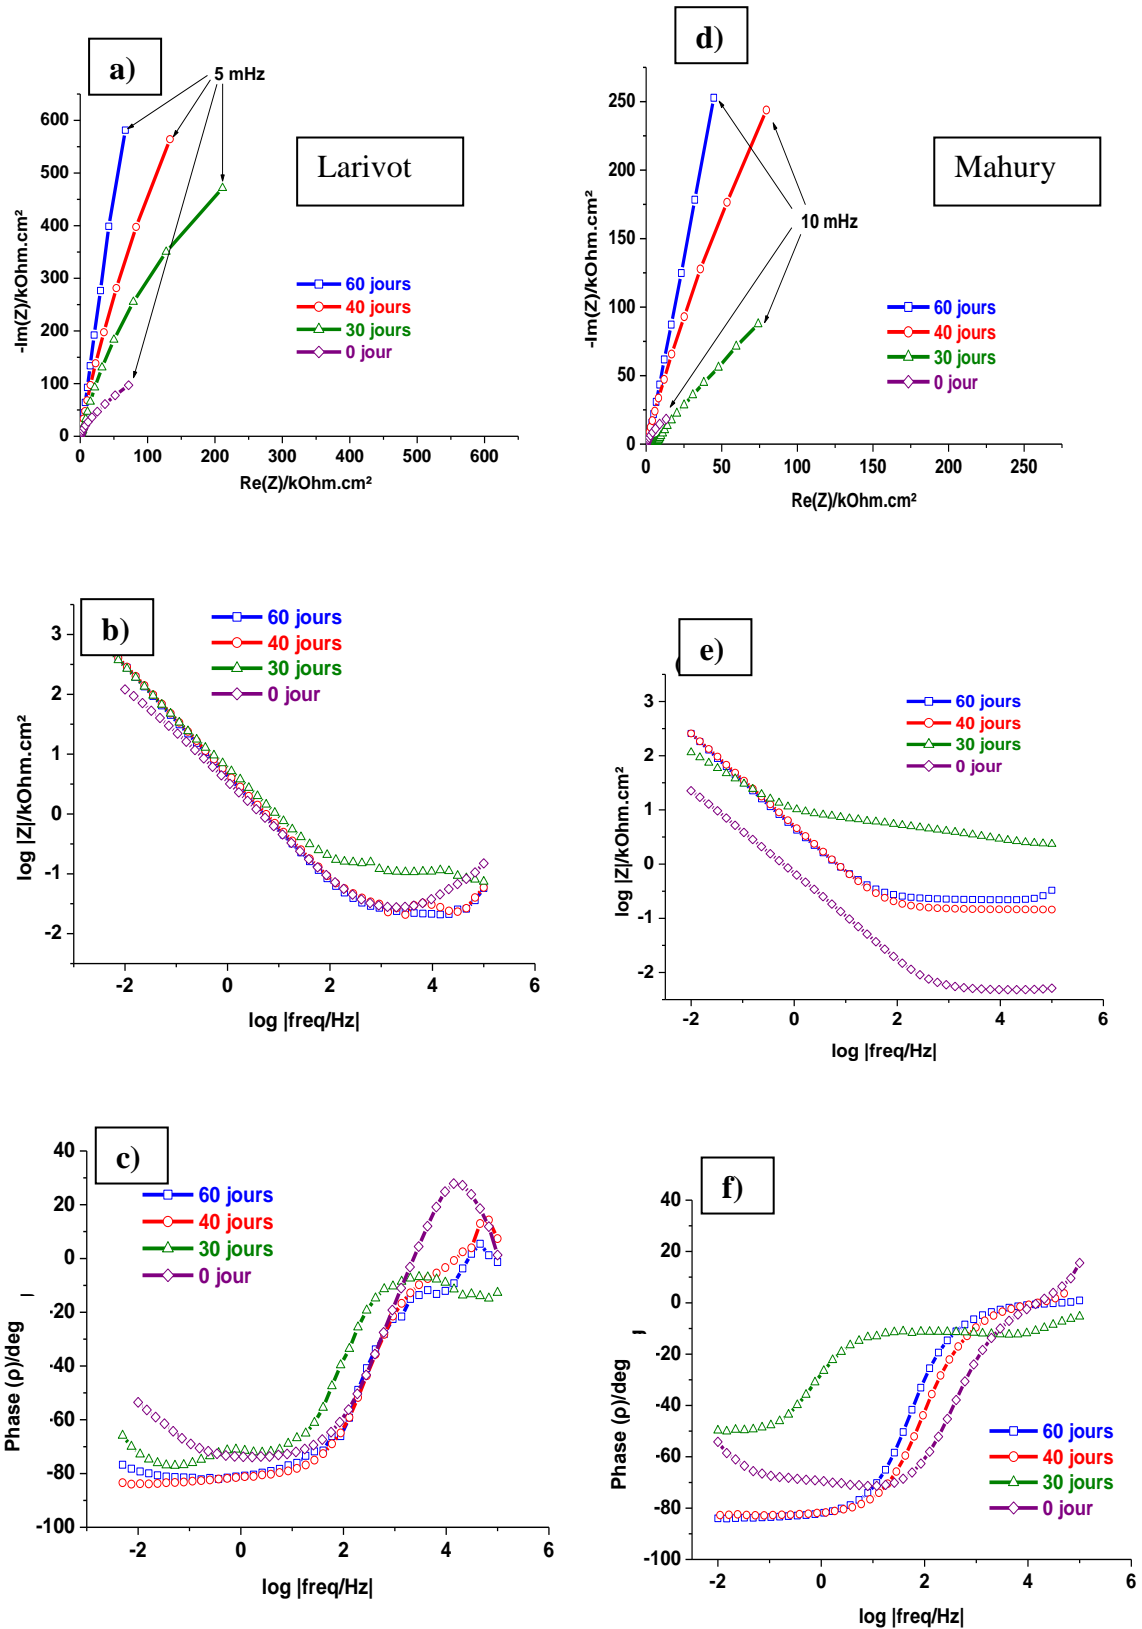 a)
5 mHz
Larivot
600
500
400
300
200
100
0
-Im(Z)/kOhm.cm²
60 jours
40 jours
30 jours
0 jour
0 100 200 300 400 500 600
Re(Z)/kOhm.cm²
d)
Mahury
10 mHz
250
200
150
100
50
0
-Im(Z)/kOhm.cm²
60 jours
40 jours
30 jours
0 jour
0 50 100 150 200 250
Re(Z)/kOhm.cm²
b)
60 jours
40 jours
30 jours
0 jour
3
2
1
0
-1
-2
log |Z|/kOhm.cm²
-2 0 2 4 6
log |freq/Hz|
e)
60 jours
40 jours
30 jours
0 jour
3
2
1
0
-1
-2
log |Z|/kOhm.cm²
-2 0 2 4 6
log |freq/Hz|
c)
60 jours
40 jours
30 jours
0 jour
40
20
0
-20
-40
-60
-80
-100
Phase (ρ)/deg
-2 0 2 4 6
log |freq/Hz|
f)
40
20
0
-20
-40
-60
-80
-100
Phase (ρ)/deg
60 jours
40 jours
30 jours
0 jour
-2 0 2 4 6
log |freq/Hz|